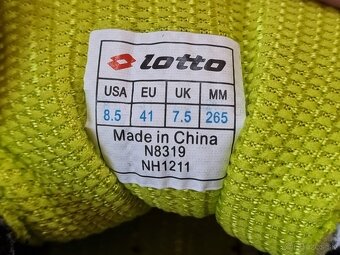 lotto
USA EU UK MM
8.5 41 7.5 265
Made in China
N8319
NH1211